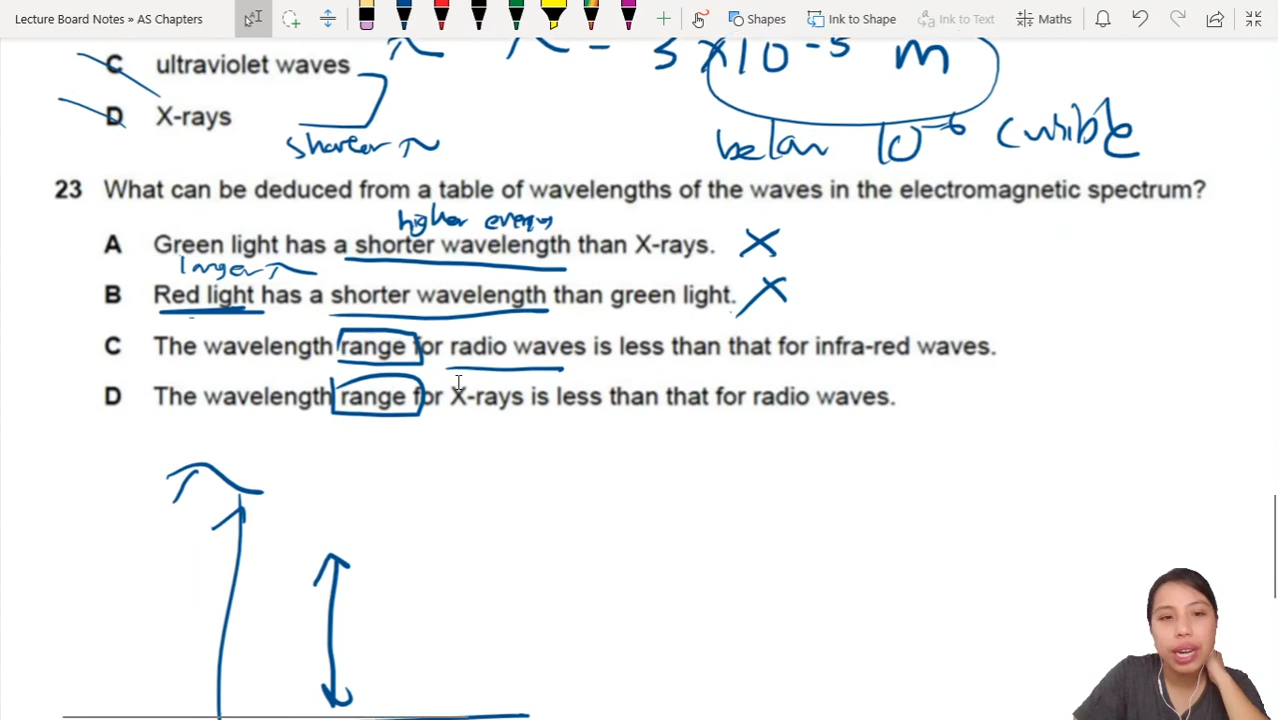 Lecture Board Notes » AS Chapters
Shapes
Ink to Shape
Ink to Text
Maths
10⁻⁵ m
C ultraviolet waves
D X-rays
shorter λ
below 10⁻⁶ (visible
23 What can be deduced from a table of wavelengths of the waves in the electromagnetic spectrum?
higher energy
A Green light has a shorter wavelength than X-rays. X
larger λ
B Red light has a shorter wavelength than green light. X
C The wavelength range for radio waves is less than that for infra-red waves.
D The wavelength range for X-rays is less than that for radio waves.
λ